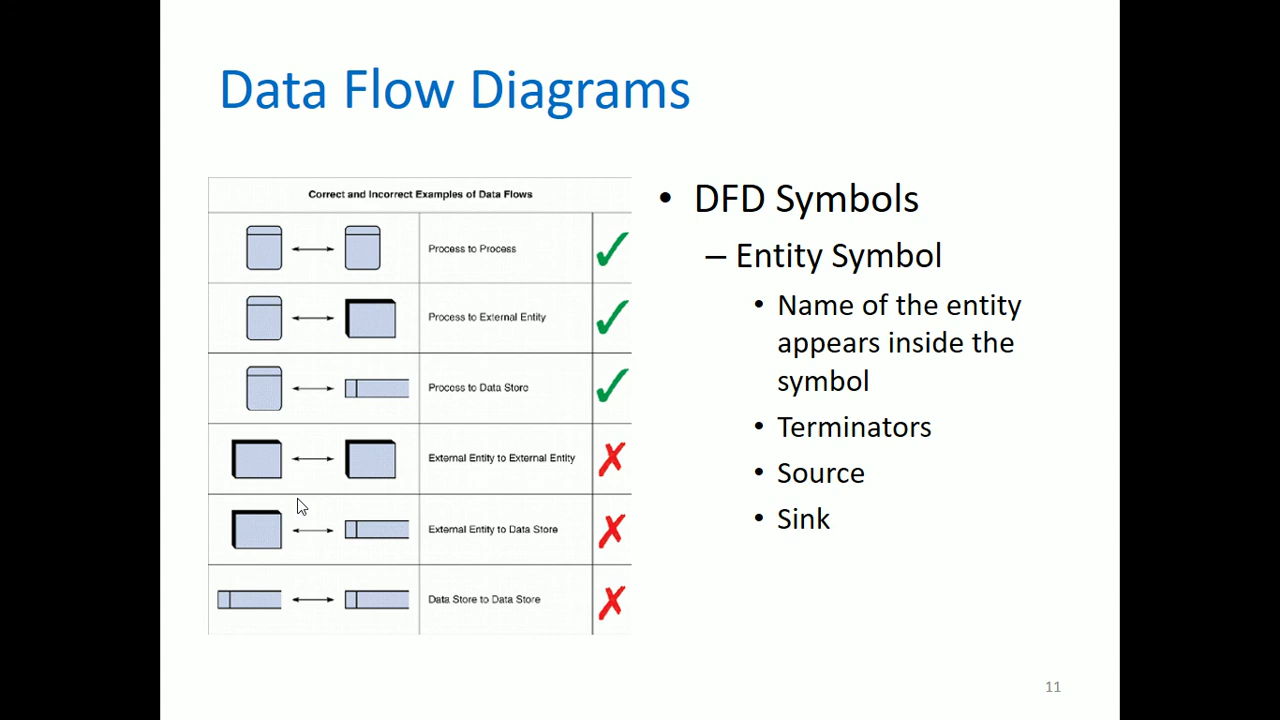 Data Flow Diagrams
Correct and Incorrect Examples of Data Flows
Process to Process
Process to External Entity
Process to Data Store
External Entity to External Entity
External Entity to Data Store
Data Store to Data Store
• DFD Symbols
– Entity Symbol
• Name of the entity
appears inside the
symbol
• Terminators
• Source
• Sink
11